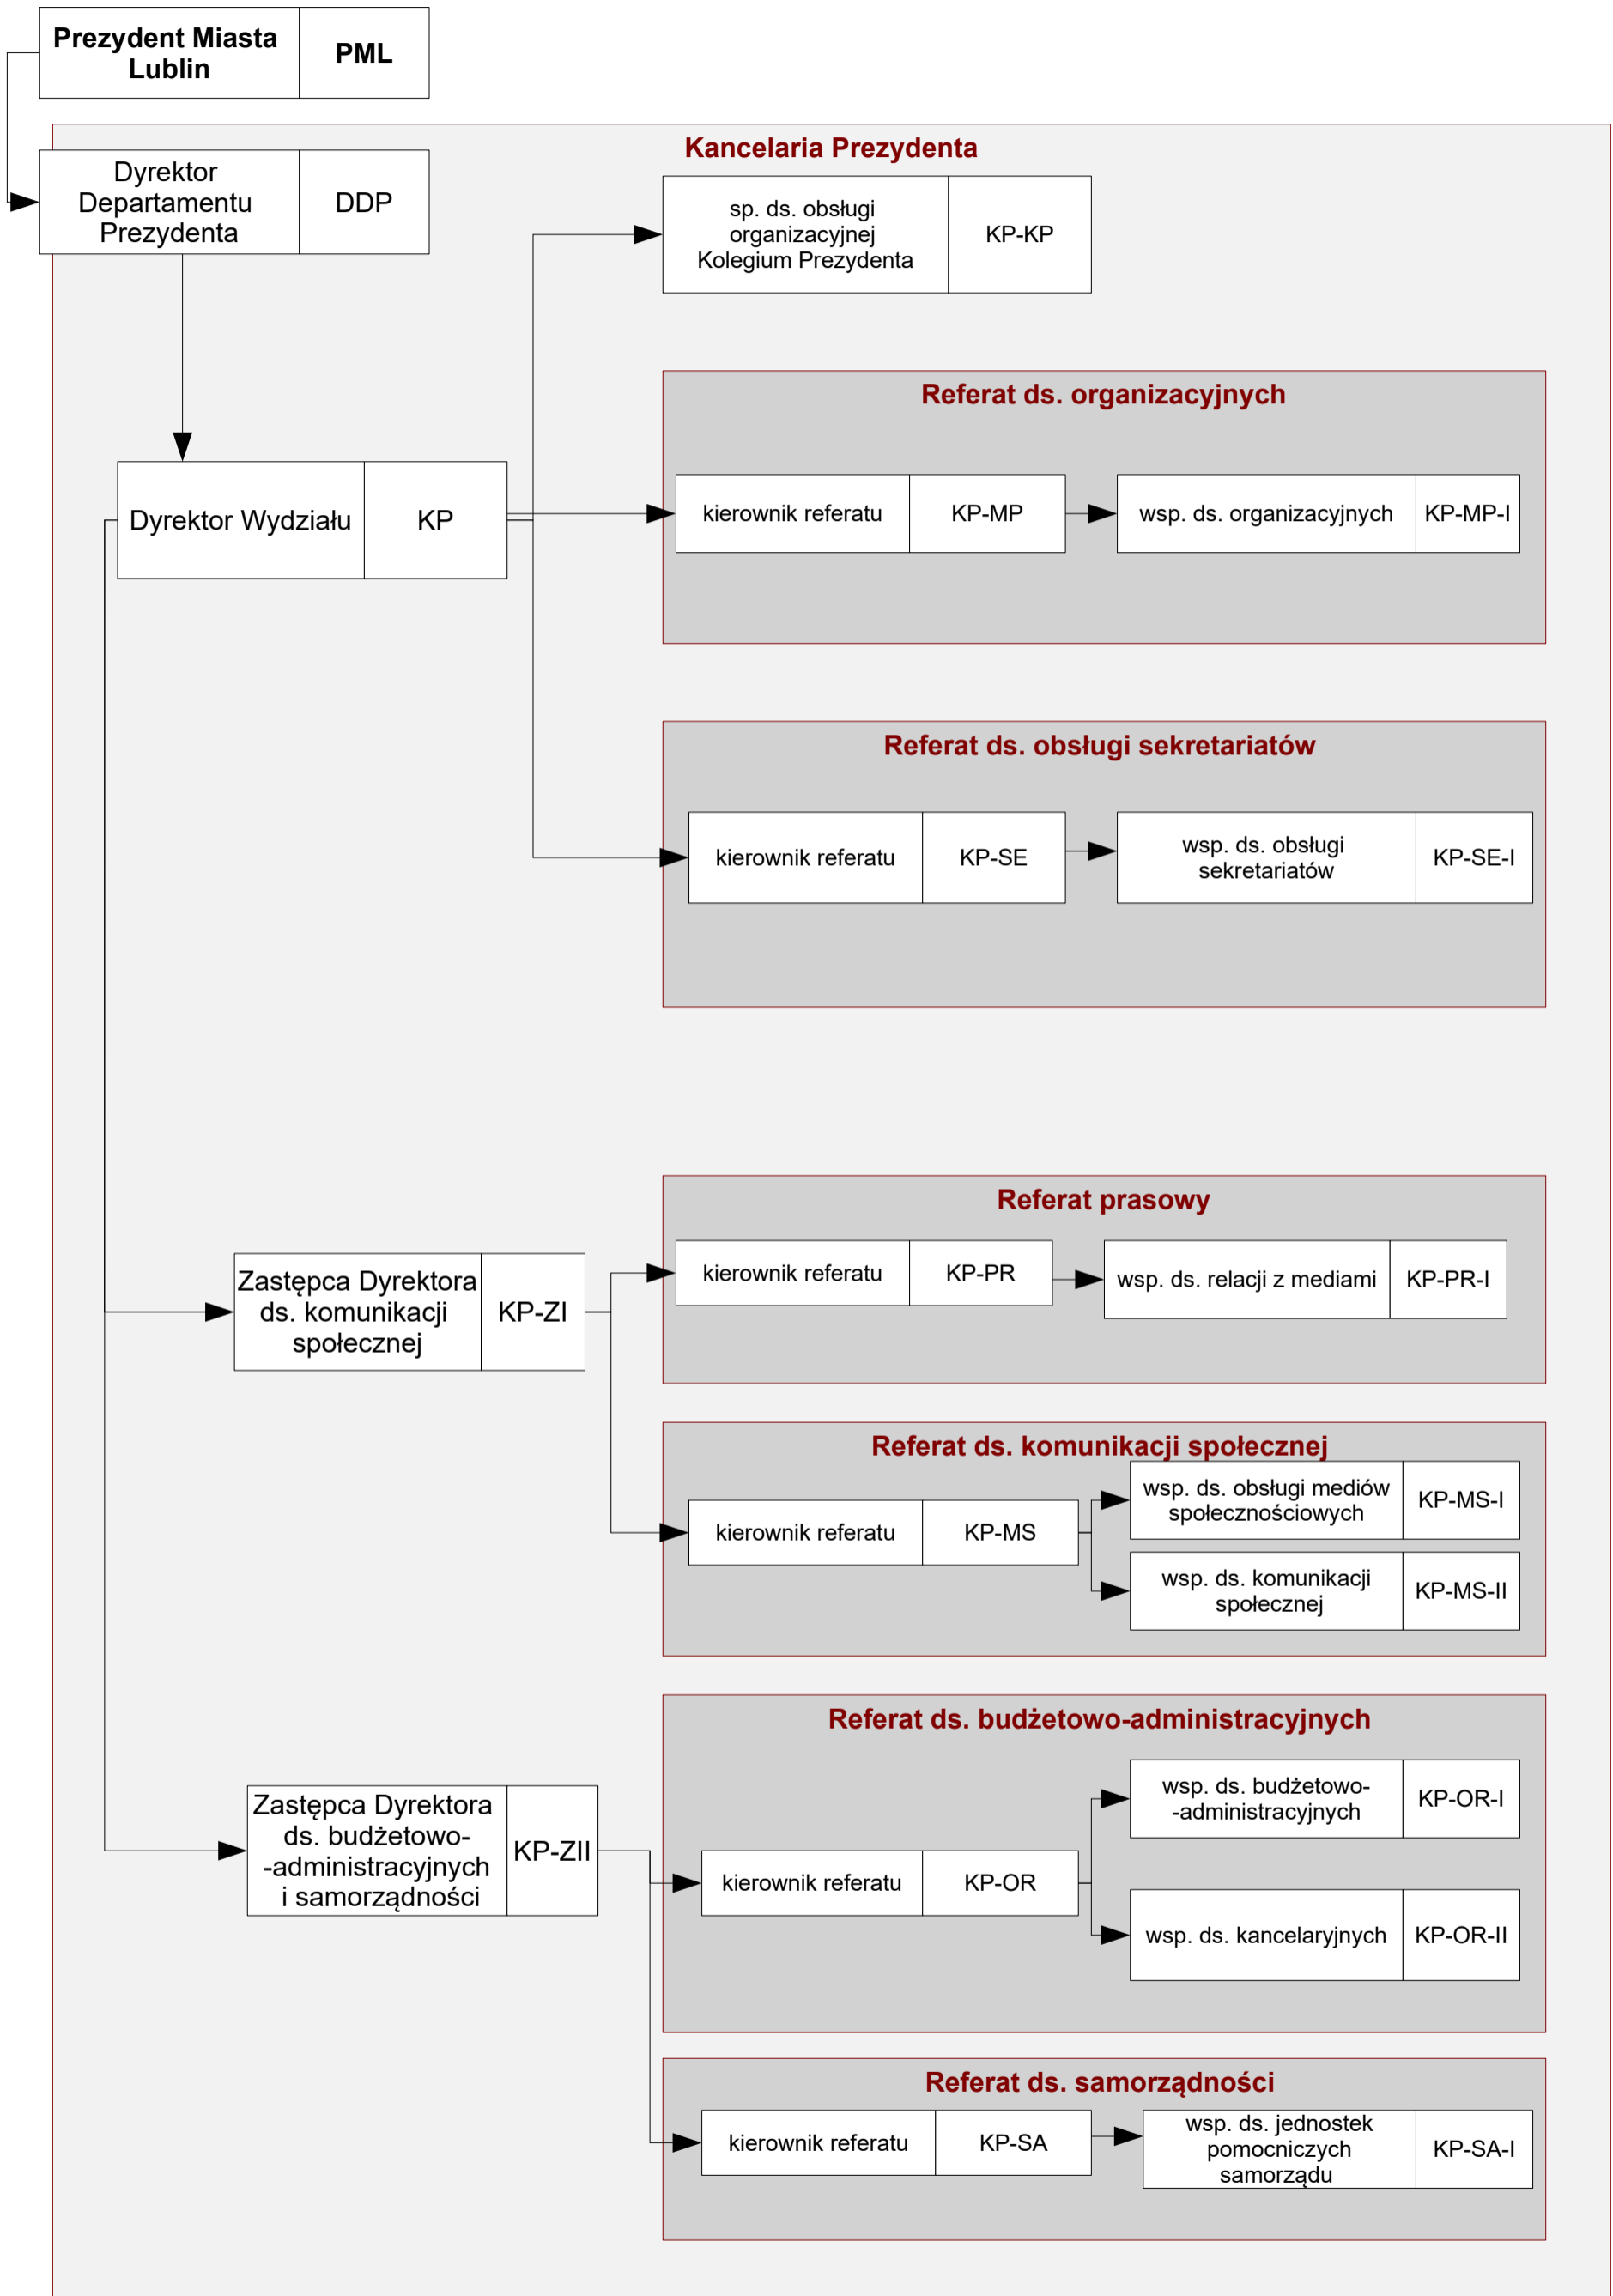 Prezydent Miasta
Lublin
PML
Kancelaria Prezydenta
Dyrektor
Departamentu
Prezydenta
DDP
sp. ds. obsługi
organizacyjnej
Kolegium Prezydenta
KP-KP
Referat ds. organizacyjnych
Dyrektor Wydziału
KP
kierownik referatu
KP-MP
wsp. ds. organizacyjnych
KP-MP-I
Referat ds. obsługi sekretariatów
kierownik referatu
KP-SE
wsp. ds. obsługi
sekretariatów
KP-SE-I
Referat prasowy
Zastępca Dyrektora
ds. komunikacji
społecznej
KP-ZI
kierownik referatu
KP-PR
wsp. ds. relacji z mediami
KP-PR-I
Referat ds. komunikacji społecznej
kierownik referatu
KP-MS
wsp. ds. obsługi mediów
społecznościowych
KP-MS-I
wsp. ds. komunikacji
społecznej
KP-MS-II
Referat ds. budżetowo-administracyjnych
Zastępca Dyrektora
ds. budżetowo-
-administracyjnych
i samorządności
KP-ZII
kierownik referatu
KP-OR
wsp. ds. budżetowo-
-administracyjnych
KP-OR-I
wsp. ds. kancelaryjnych
KP-OR-II
Referat ds. samorządności
kierownik referatu
KP-SA
wsp. ds. jednostek
pomocniczych
samorządu
KP-SA-I